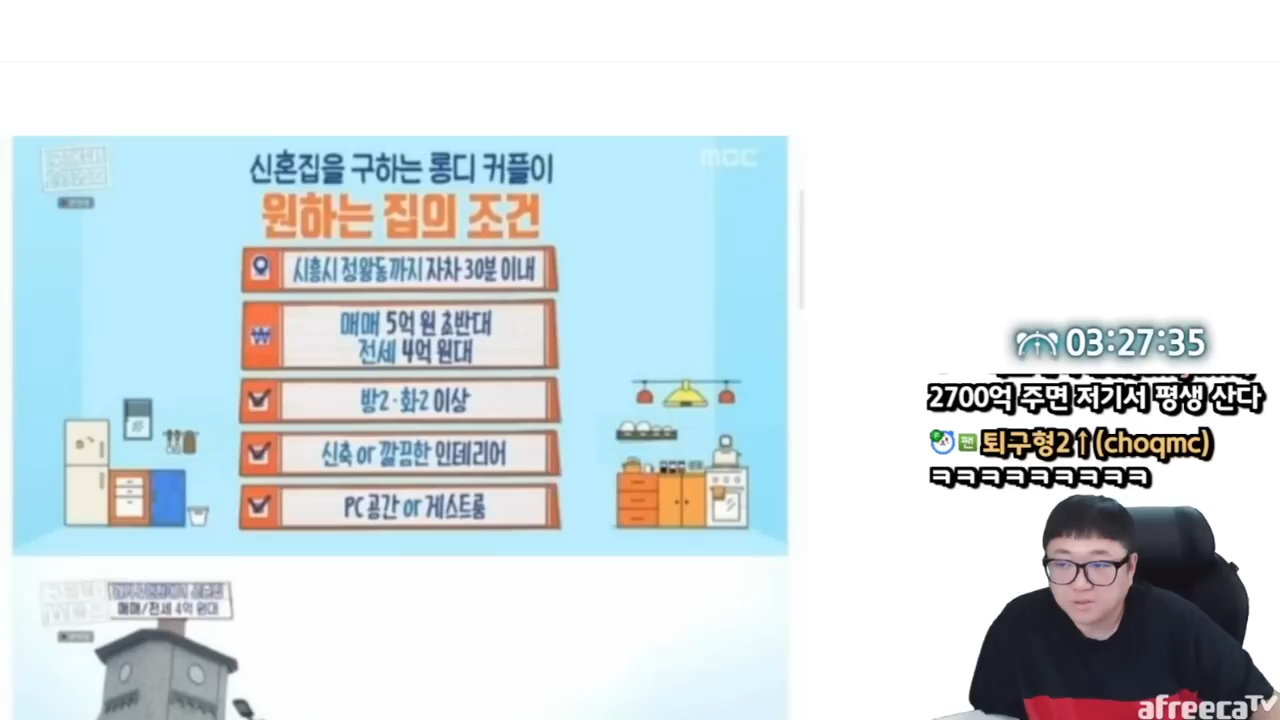 신혼집을 구하는 롱디 커플이
원하는 집의 조건
mbc
시흥시 정왕동까지 자차 30분 이내
₩
매매 5억 원 초반대
전세 4억 원대
방2·화2 이상
신축 or 깔끔한 인테리어
PC 공간 or 게스트룸
매매/전세 4억 원대
03:27:35
2700억 주면 저기서 평생 산다
팬 퇴구형2↑(choqmc)
ㅋㅋㅋㅋㅋㅋㅋㅋㅋ
afreecaTV